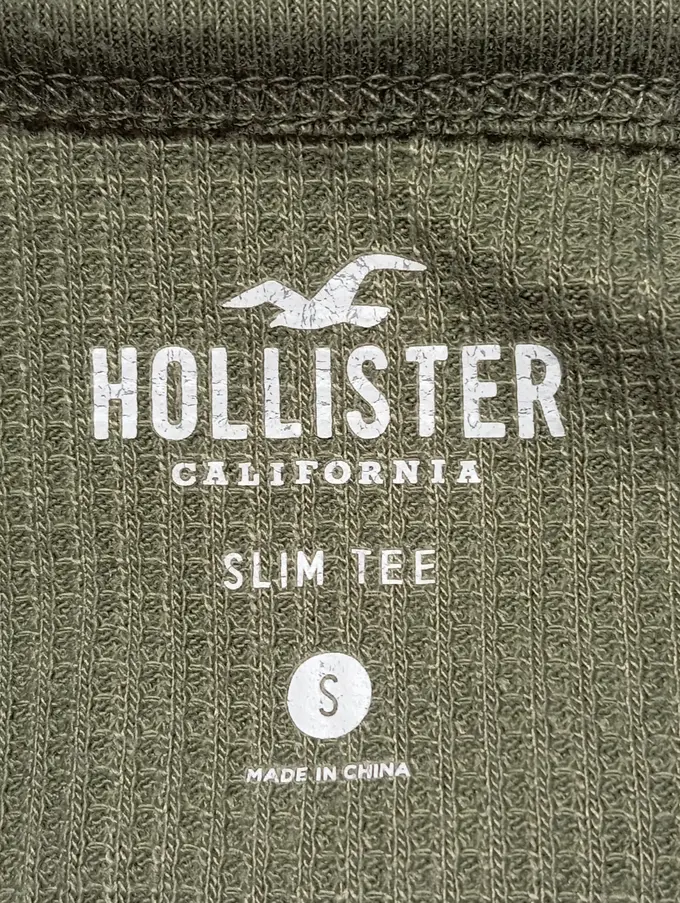 HOLLISTER
CALIFORNIA
SLIM TEE
S
MADE IN CHINA